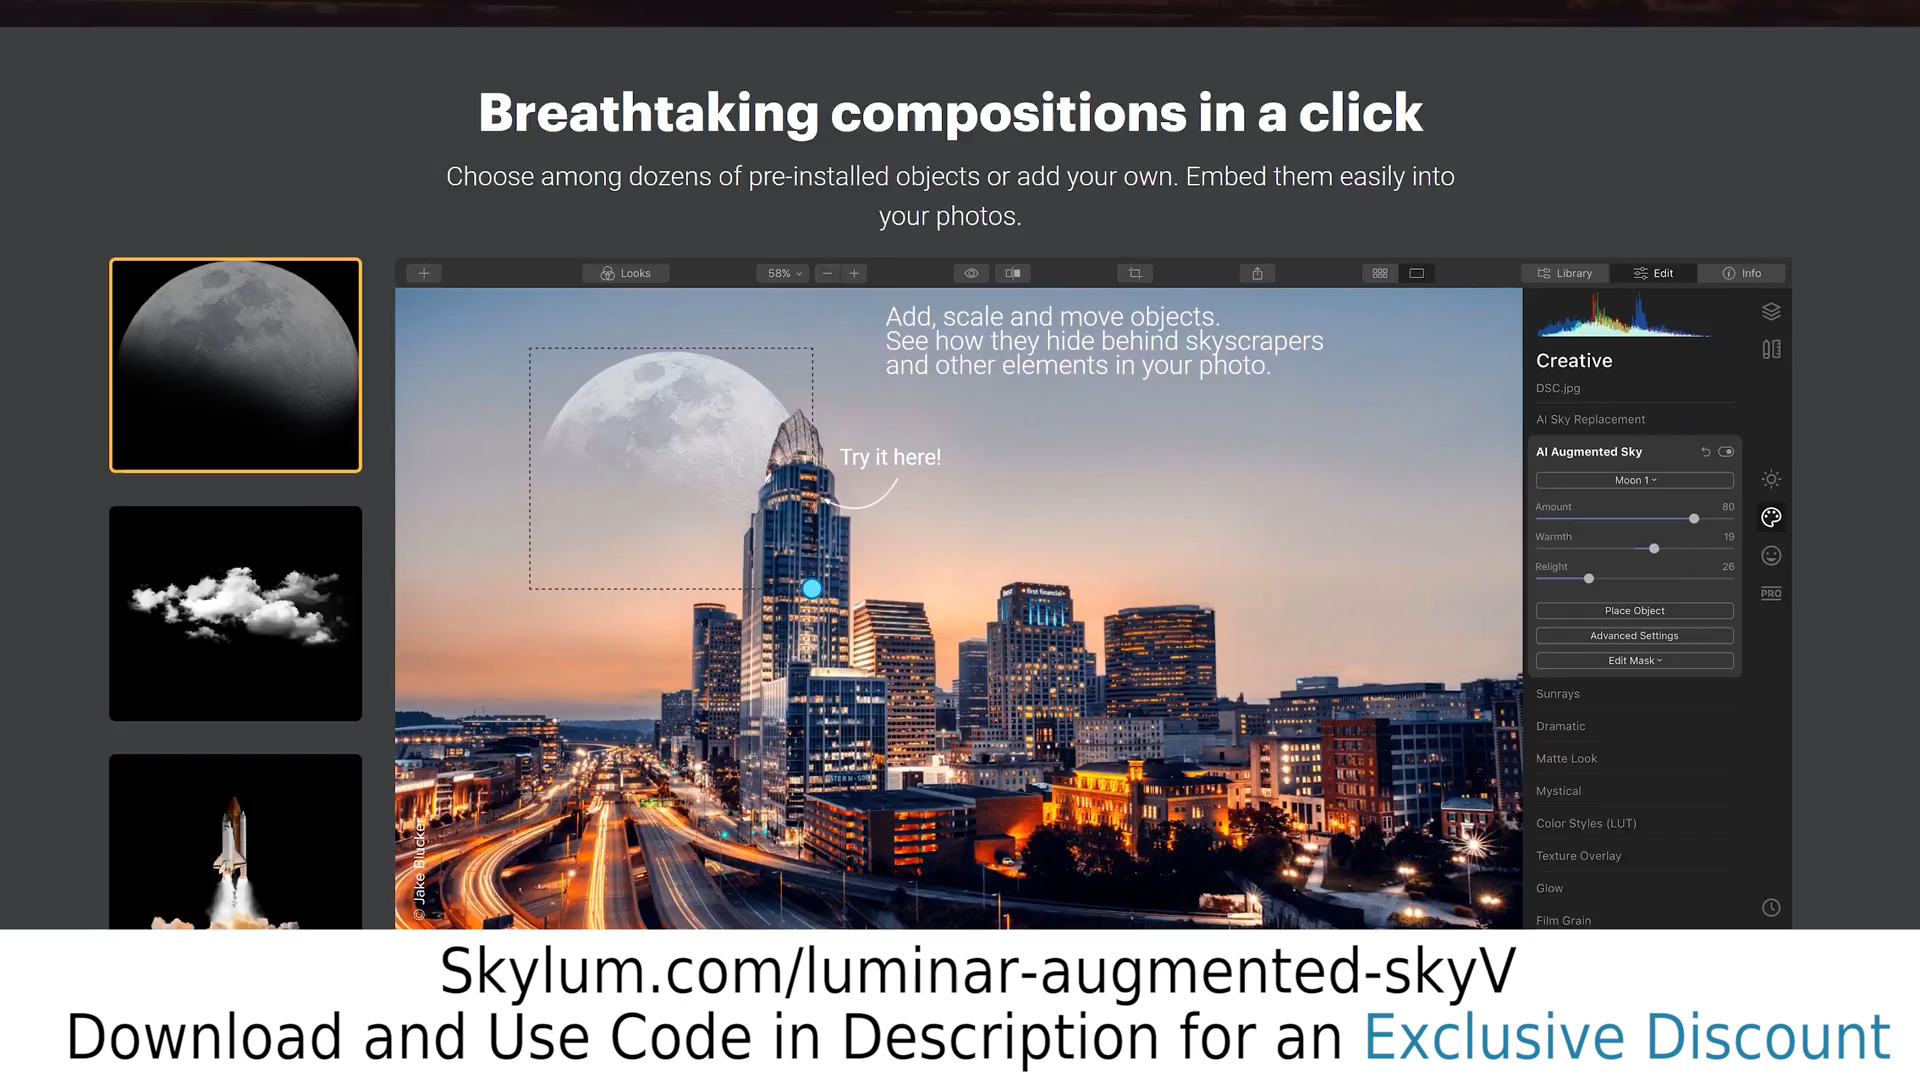 Breathtaking compositions in a click
Choose among dozens of pre-installed objects or add your own. Embed them easily into
your photos.
Looks
58%
Library
Edit
Info
Add, scale and move objects.
See how they hide behind skyscrapers
and other elements in your photo.
Try it here!
Creative
DSC.jpg
AI Sky Replacement
AI Augmented Sky
Moon 1
Amount 80
Warmth 19
Relight 26
Place Object
Advanced Settings
Edit Mask
PRO
Sunrays
Dramatic
Matte Look
Mystical
Color Styles (LUT)
Texture Overlay
Glow
Film Grain
first financial
© Jake Blucker
Skylum.com/luminar-augmented-skyV
Download and Use Code in Description for an Exclusive Discount